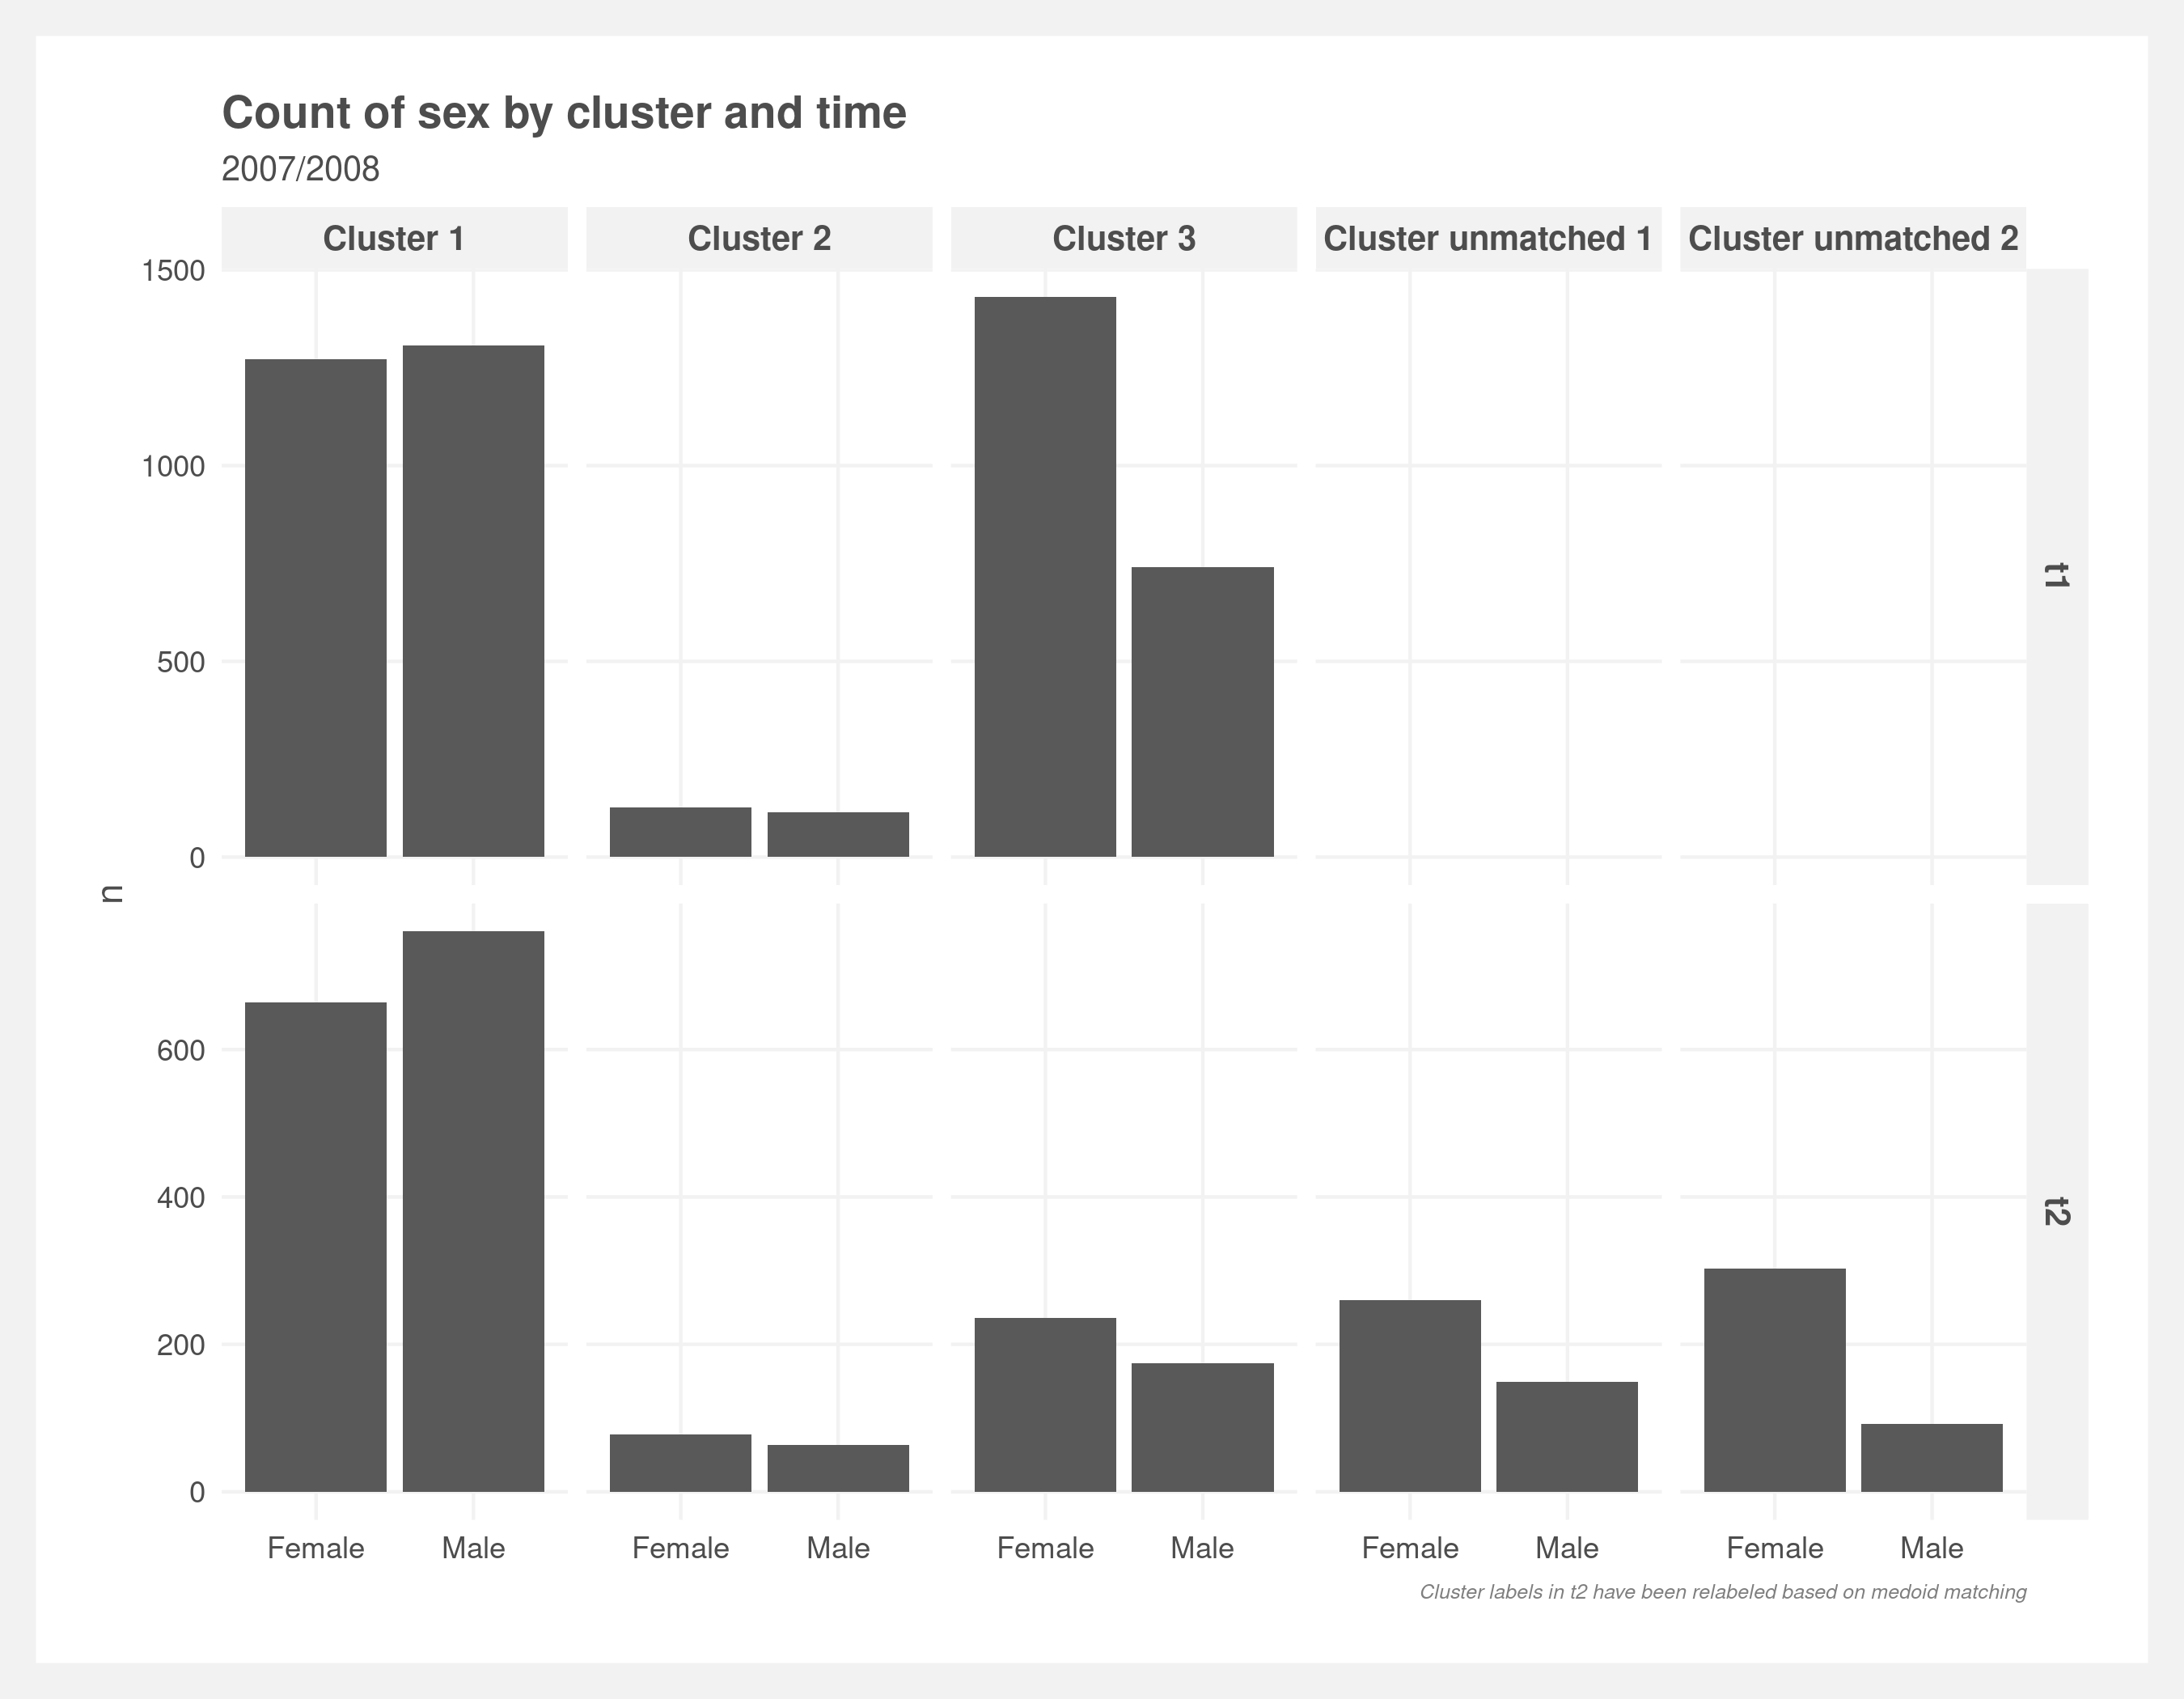 Count of sex by cluster and time
2007/2008
Cluster 1
Cluster 2
Cluster 3
Cluster unmatched 1
Cluster unmatched 2
1500
1000
500
0
t1
n
600
400
200
0
t2
Female
Male
Female
Male
Female
Male
Female
Male
Female
Male
Cluster labels in t2 have been relabeled based on medoid matching